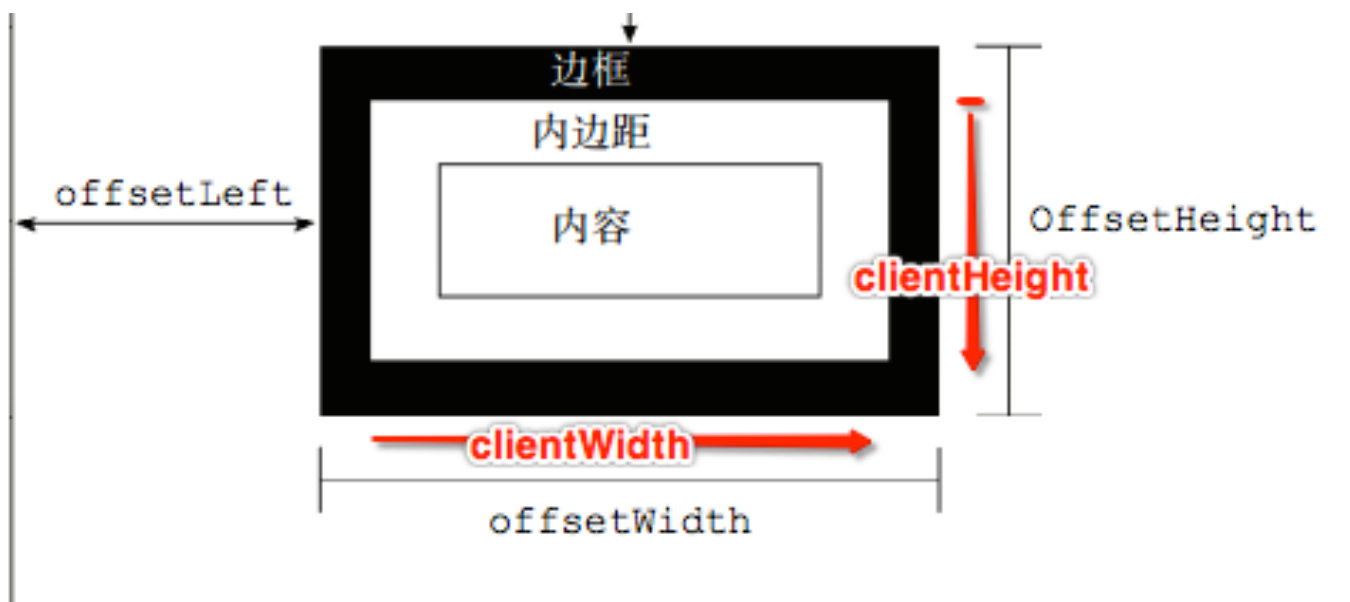 边框
内边距
offsetLeft
内容
OffsetHeight
clientHeight
clientWidth
offsetWidth